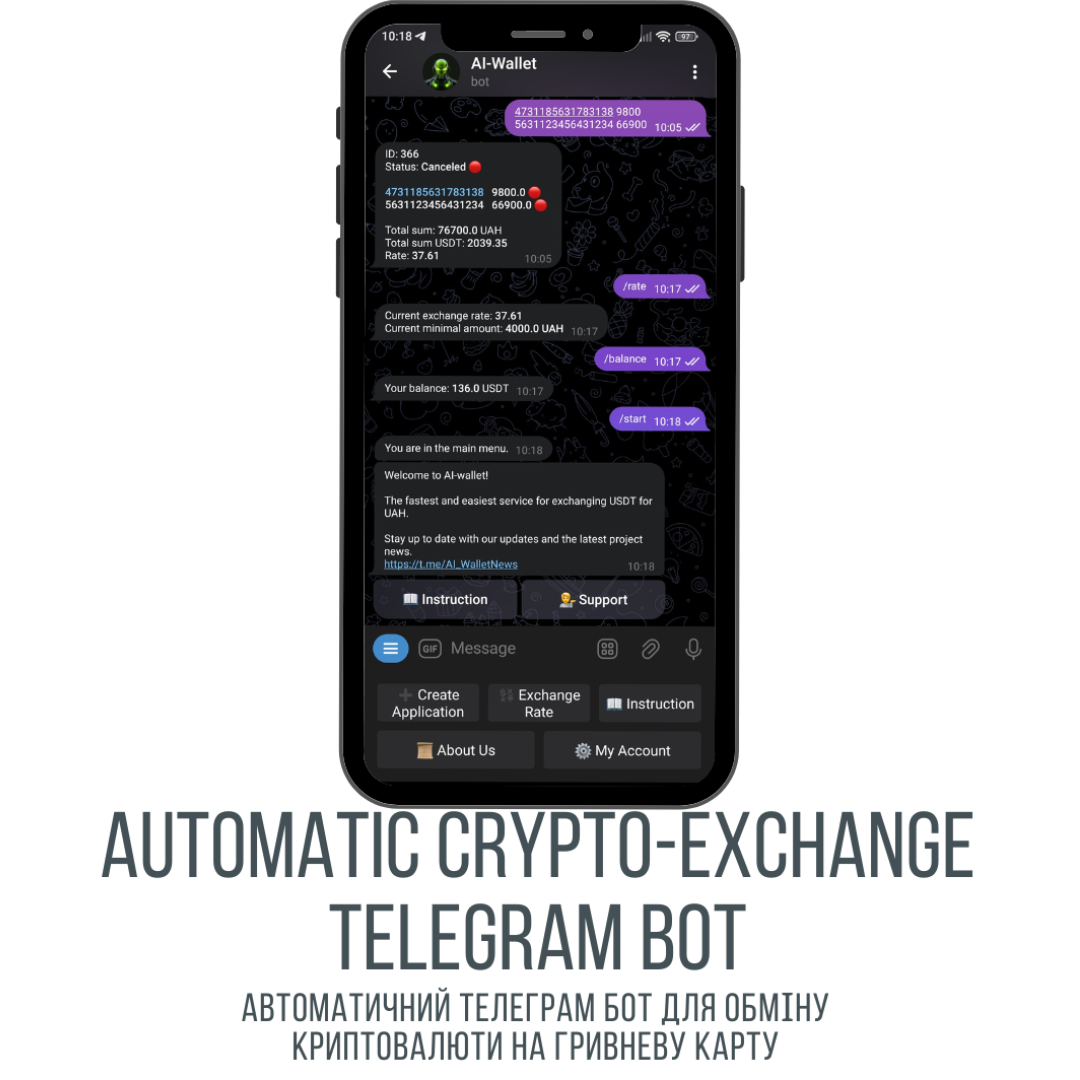 10:18
97
AI-Wallet
bot
4731185631783138 9800
5631123456431234 66900 10:05
ID: 366
Status: Canceled
4731185631783138 9800.0
5631123456431234 66900.0
Total sum: 76700.0 UAH
Total sum USDT: 2039.35
Rate: 37.61 10:05
/rate 10:17
Current exchange rate: 37.61
Current minimal amount: 4000.0 UAH 10:17
/balance 10:17
Your balance: 136.0 USDT 10:17
/start 10:18
You are in the main menu. 10:18
Welcome to AI-wallet!
The fastest and easiest service for exchanging USDT for
UAH.
Stay up to date with our updates and the latest project
news.
https://t.me/AI_WalletNews 10:18
Instruction Support
GIF Message
Create
Application
Exchange
Rate
Instruction
About Us My Account
AUTOMATIC CRYPTO-EXCHANGE
TELEGRAM BOT
АВТОМАТИЧНИЙ ТЕЛЕГРАМ БОТ ДЛЯ ОБМІНУ
КРИПТОВАЛЮТИ НА ГРИВНЕВУ КАРТУ